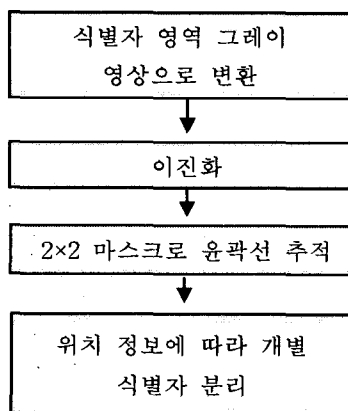 식별자 영역 그레이
영상으로 변환
이진화
2×2 마스크로 윤곽선 추적
위치 정보에 따라 개별
식별자 분리